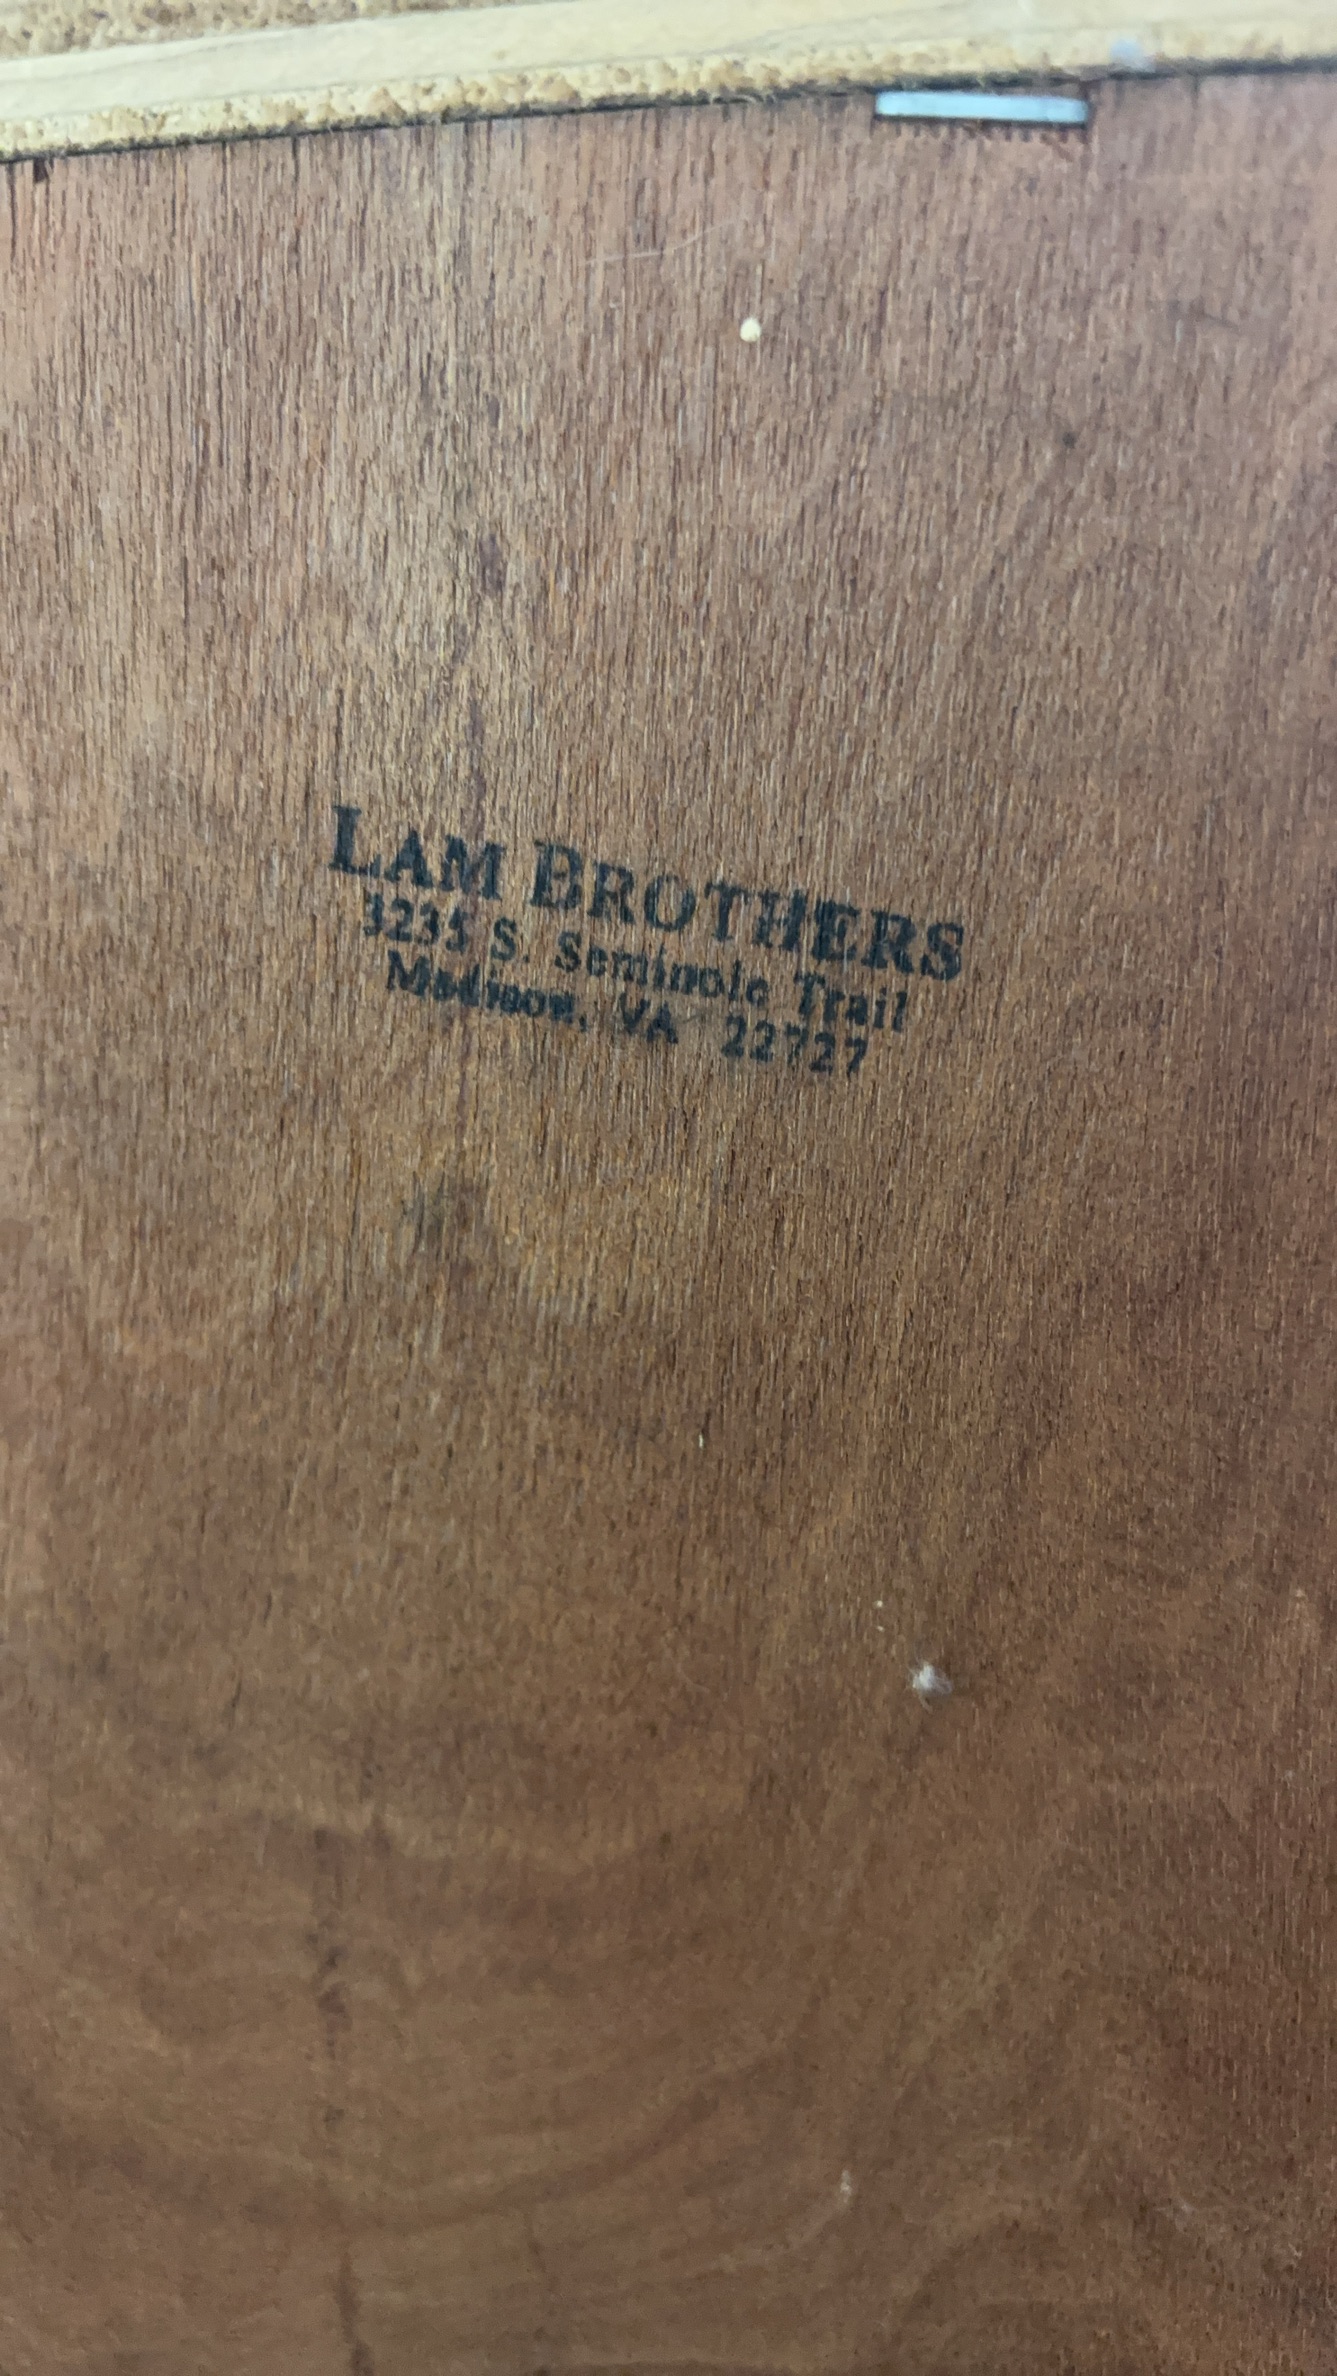 LAM BROTHERS
3235 S. Seminole Trail
Madison, VA 22727